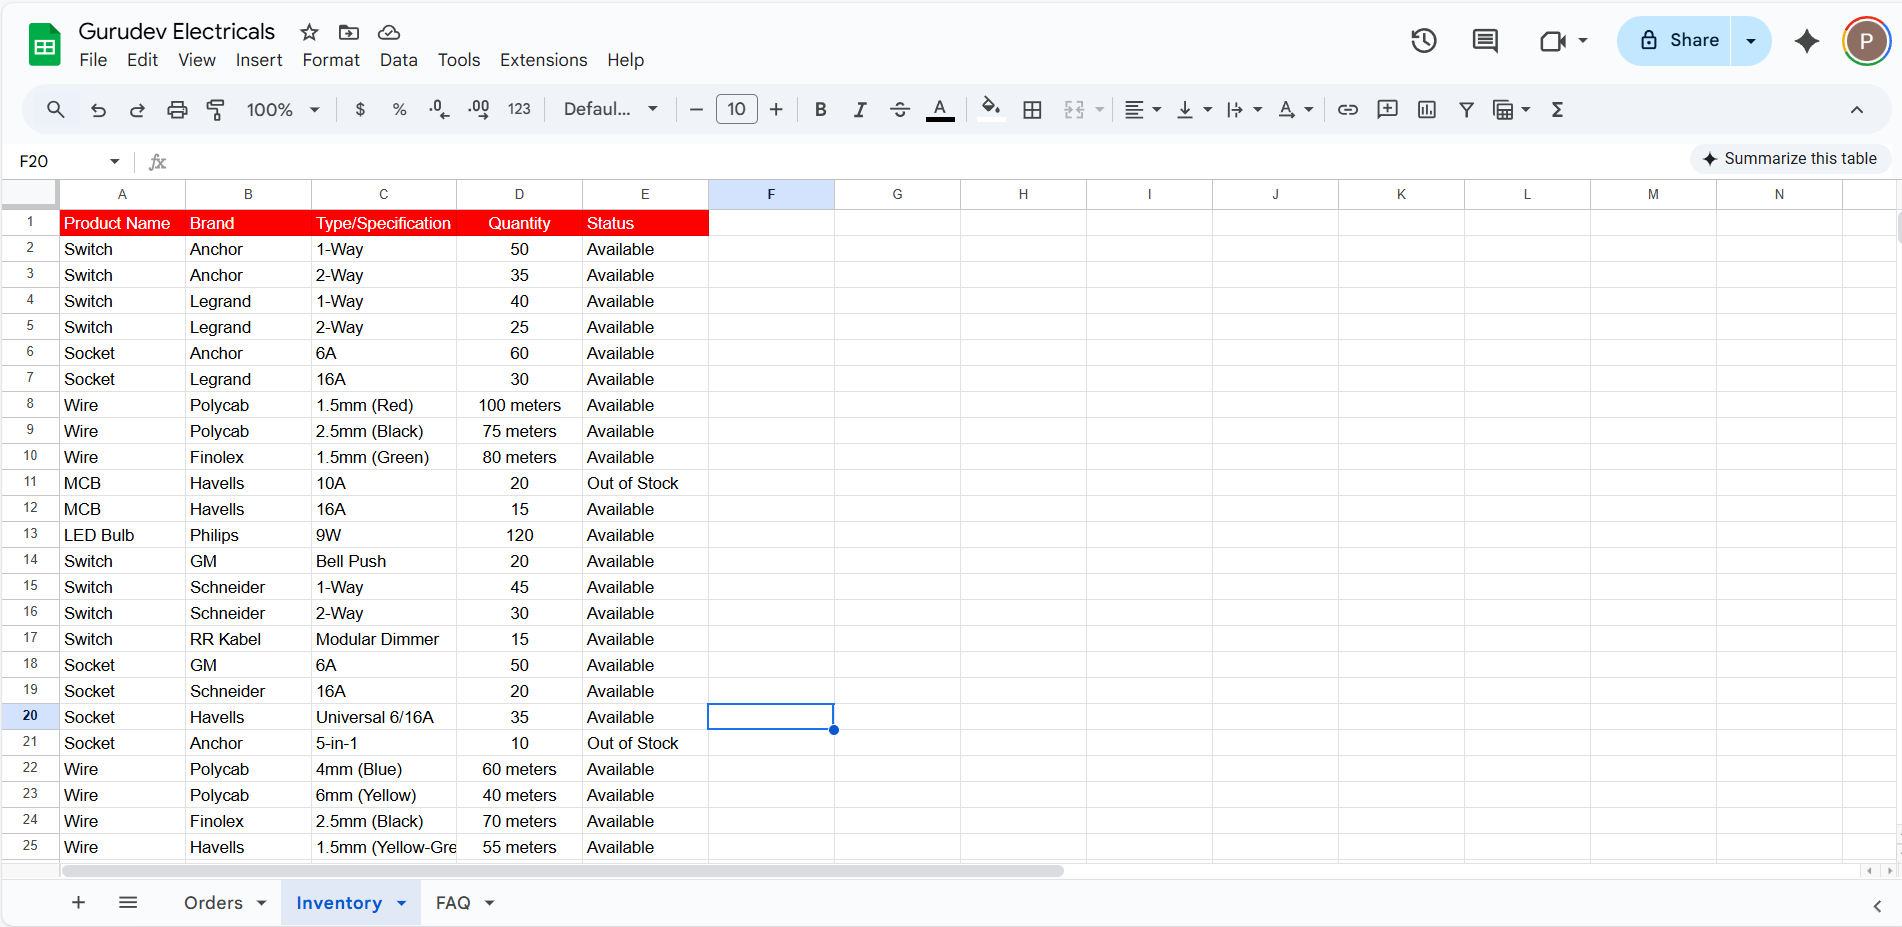 Gurudev Electricals
File Edit View Insert Format Data Tools Extensions Help
Share
P
100% $ % .0 .00 123 Defaul... 10 B I A A Σ
F20 fx
Summarize this table
A B C D E F G H I J K L M N
1 Product Name Brand Type/Specification Quantity Status
2 Switch Anchor 1-Way 50 Available
3 Switch Anchor 2-Way 35 Available
4 Switch Legrand 1-Way 40 Available
5 Switch Legrand 2-Way 25 Available
6 Socket Anchor 6A 60 Available
7 Socket Legrand 16A 30 Available
8 Wire Polycab 1.5mm (Red) 100 meters Available
9 Wire Polycab 2.5mm (Black) 75 meters Available
10 Wire Finolex 1.5mm (Green) 80 meters Available
11 MCB Havells 10A 20 Out of Stock
12 MCB Havells 16A 15 Available
13 LED Bulb Philips 9W 120 Available
14 Switch GM Bell Push 20 Available
15 Switch Schneider 1-Way 45 Available
16 Switch Schneider 2-Way 30 Available
17 Switch RR Kabel Modular Dimmer 15 Available
18 Socket GM 6A 50 Available
19 Socket Schneider 16A 20 Available
20 Socket Havells Universal 6/16A 35 Available
21 Socket Anchor 5-in-1 10 Out of Stock
22 Wire Polycab 4mm (Blue) 60 meters Available
23 Wire Polycab 6mm (Yellow) 40 meters Available
24 Wire Finolex 2.5mm (Black) 70 meters Available
25 Wire Havells 1.5mm (Yellow-Gre 55 meters Available
Orders Inventory FAQ